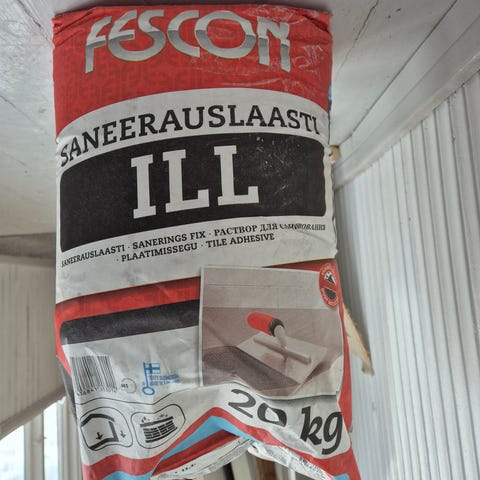 FESCON
SANEERAUSLAASTI
ILL
SANEERAUSLAASTI · SANERINGS FIX · РАСТВОР ДЛЯ САНИРОВАНИЯ
· PLAATIMISSEGU · TILE ADHESIVE
20 kg